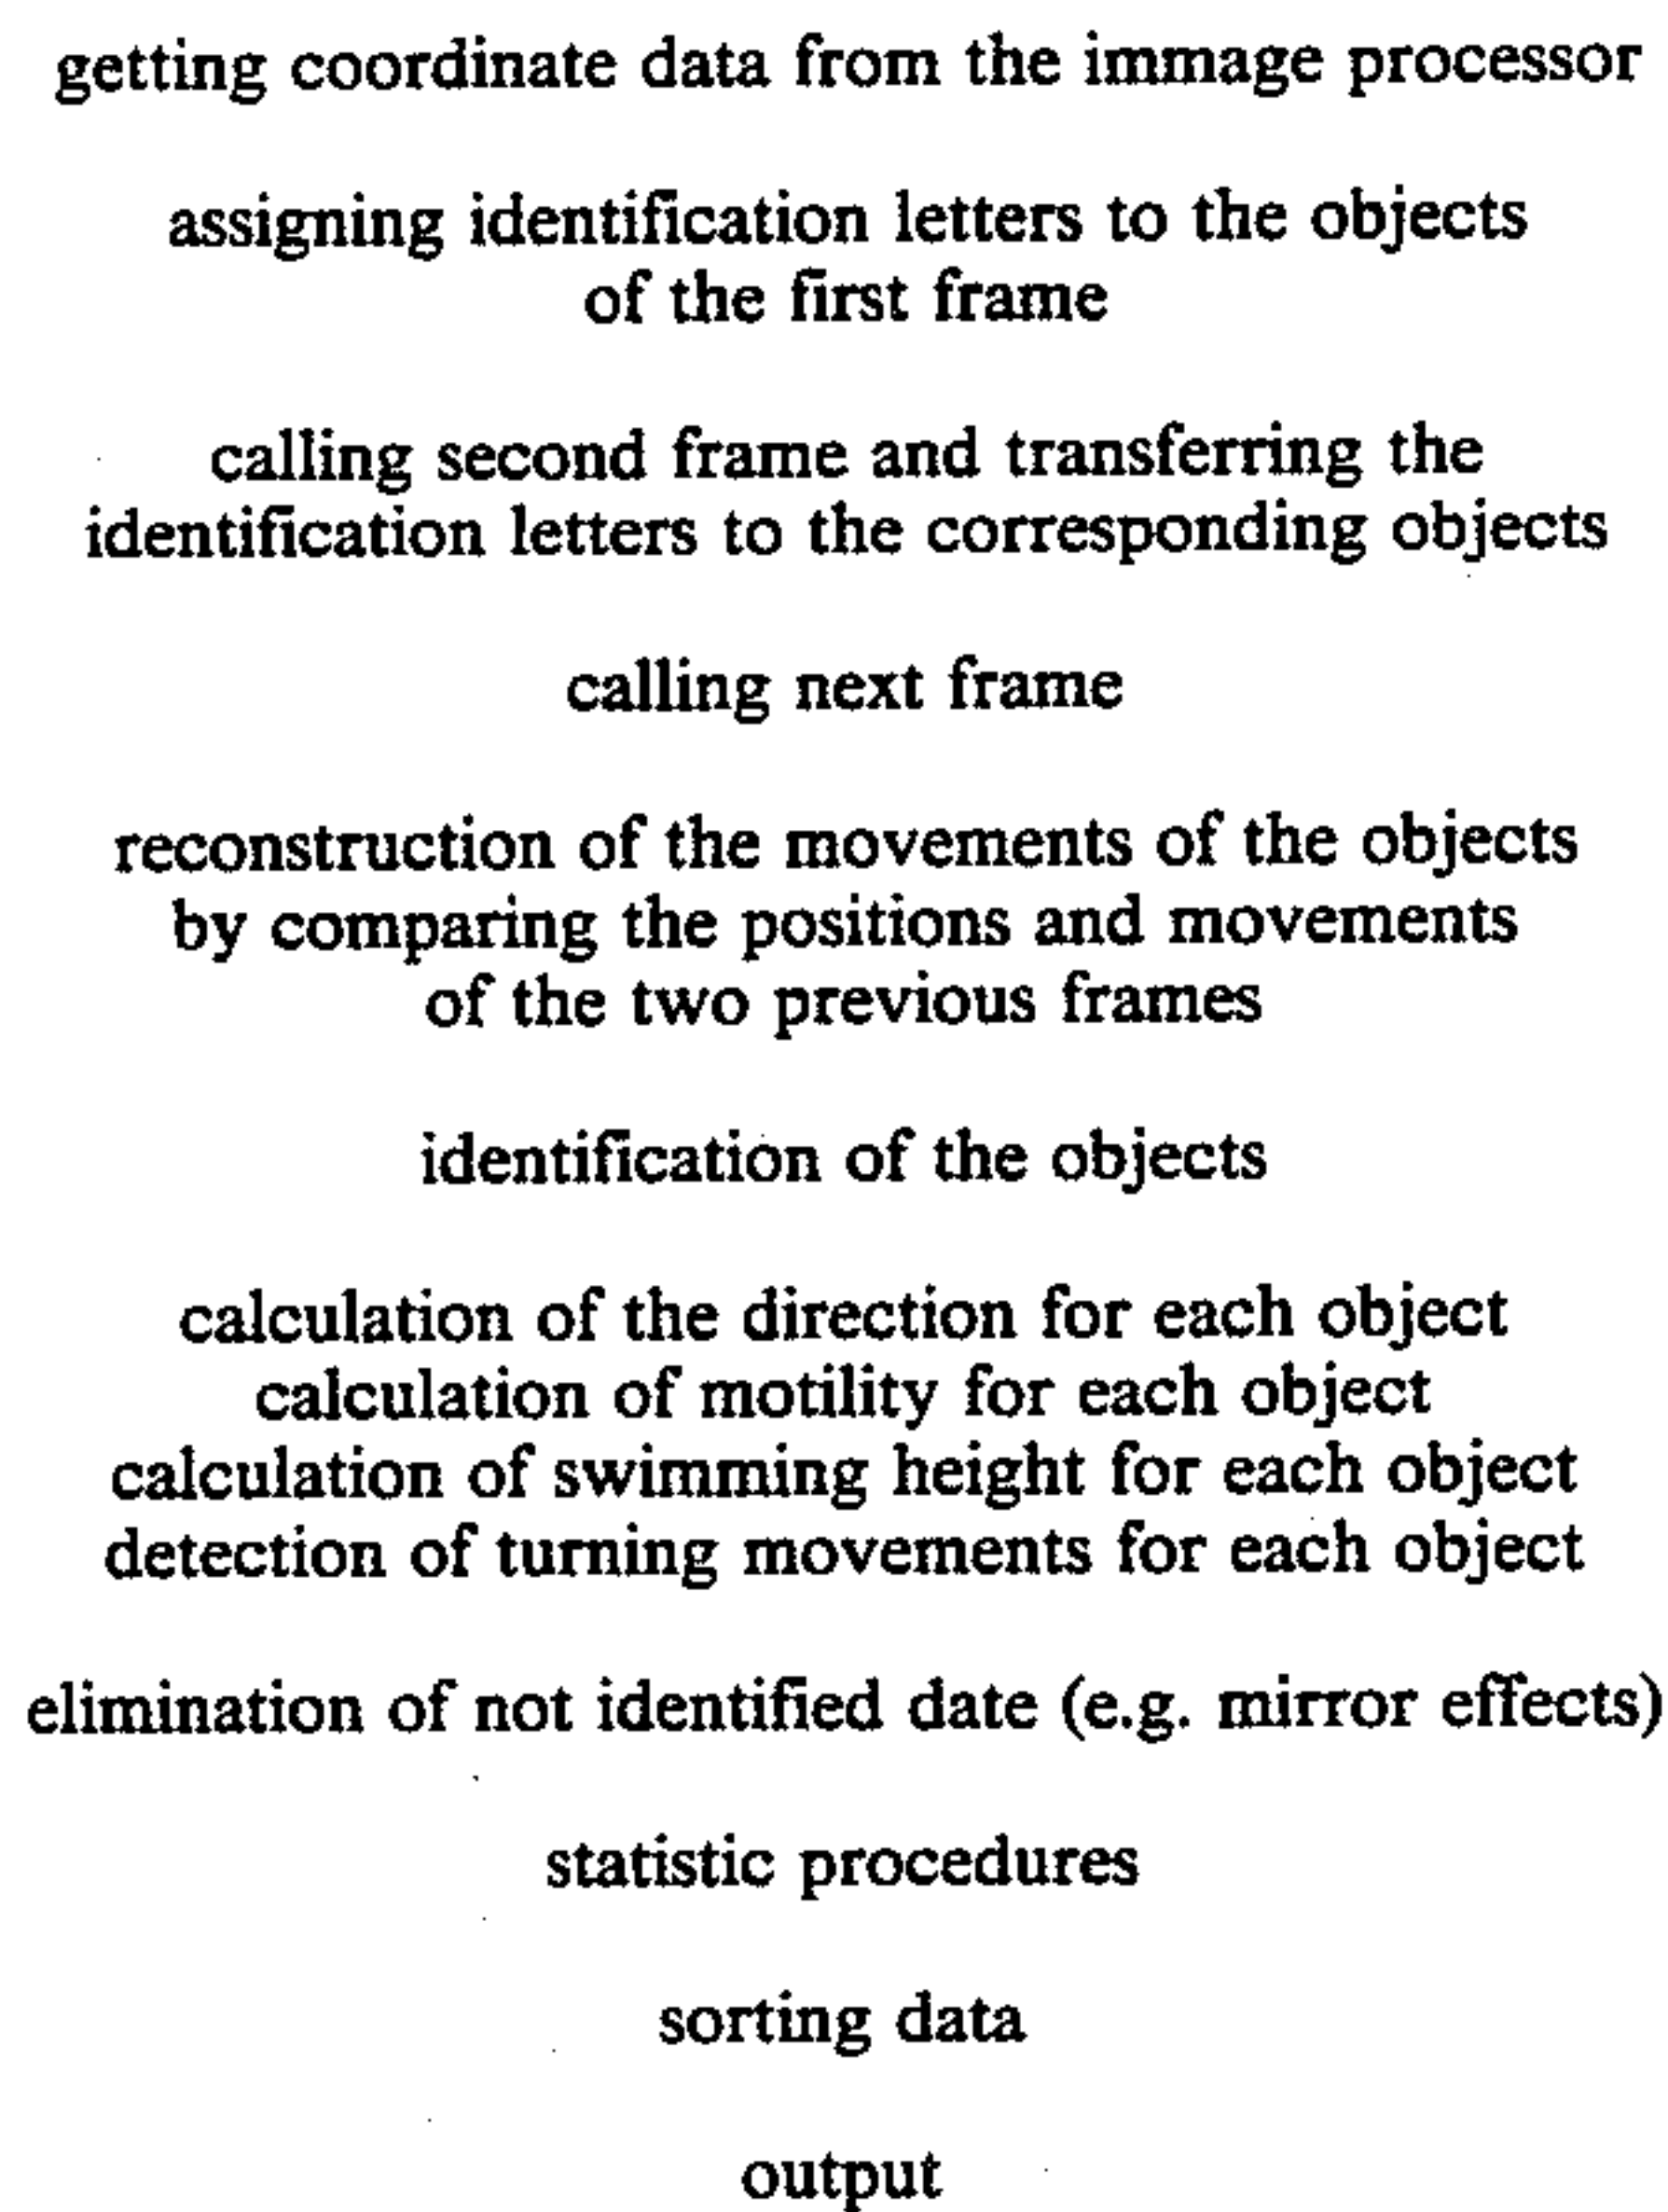 getting coordinate data from the immage processor
assigning identification letters to the objects
of the first frame
calling second frame and transferring the
identification letters to the corresponding objects
calling next frame
reconstruction of the movements of the objects
by comparing the positions and movements
of the two previous frames
identification of the objects
calculation of the direction for each object
calculation of motility for each object
calculation of swimming height for each object
detection of turning movements for each object
elimination of not identified date (e.g. mirror effects)
statistic procedures
sorting data
output